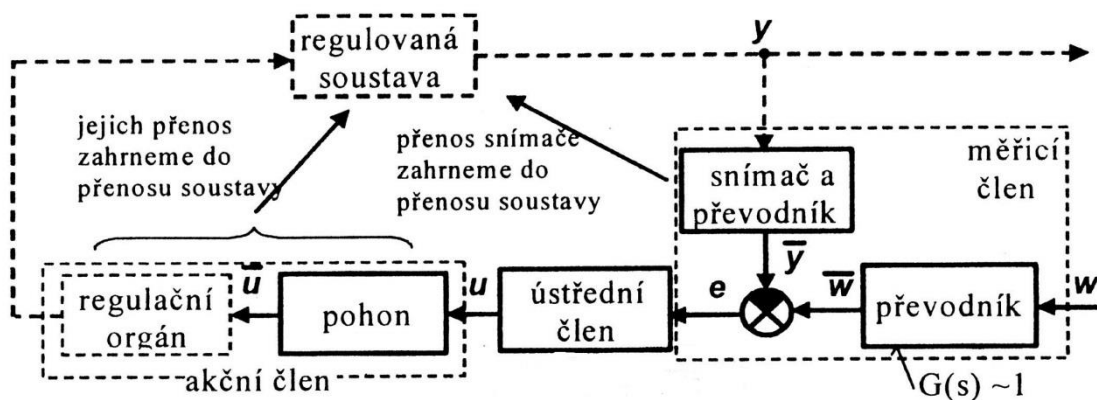 y
regulovaná
soustava
jejich přenos
zahrneme do
přenosu soustavy
přenos snímače
zahrneme do
přenosu soustavy
měřicí
člen
snímač a
převodník
y
u
u
e
w
w
regulační
orgán
pohon
ústřední
člen
převodník
akční člen
G(s) ~1